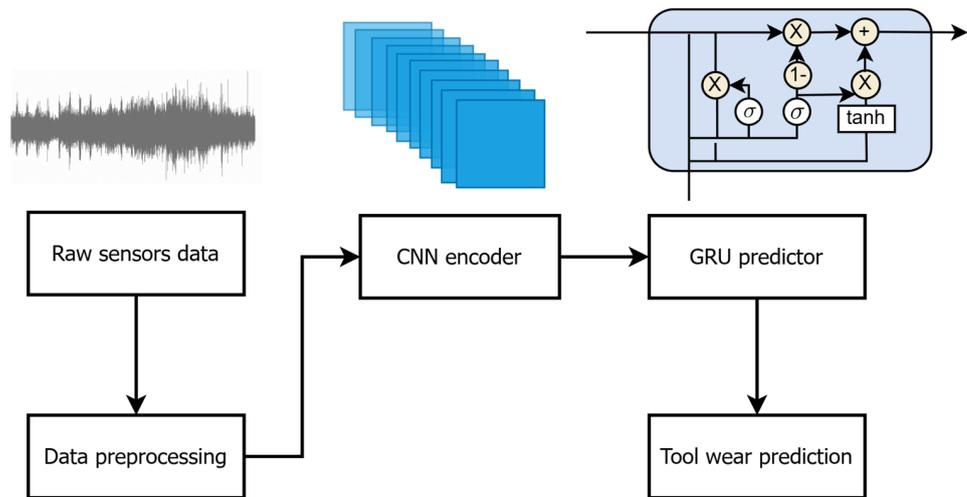 X
+
1-
X
X
σ
σ
tanh
Raw sensors data
CNN encoder
GRU predictor
Data preprocessing
Tool wear prediction